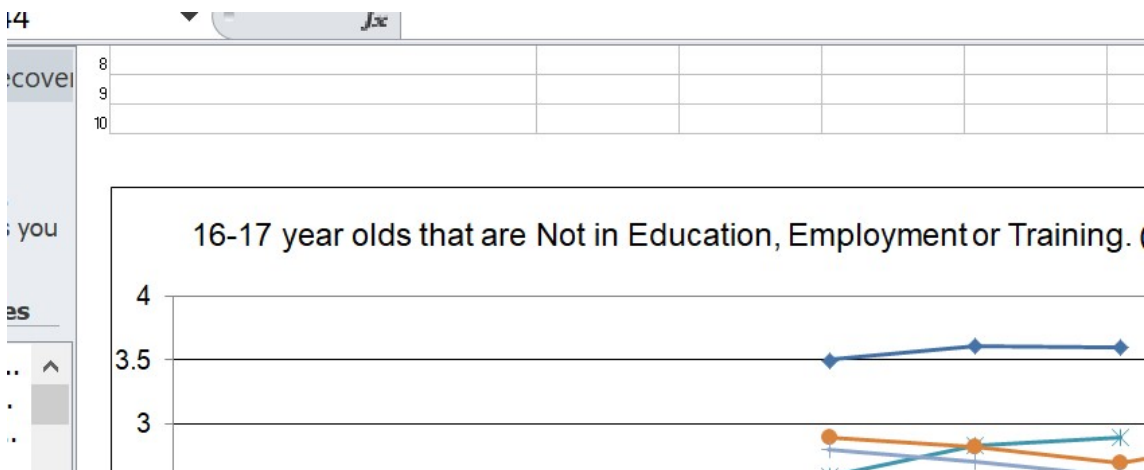 fx
8
9
10
you
16-17 year olds that are Not in Education, Employment or Training.
4
3.5
3